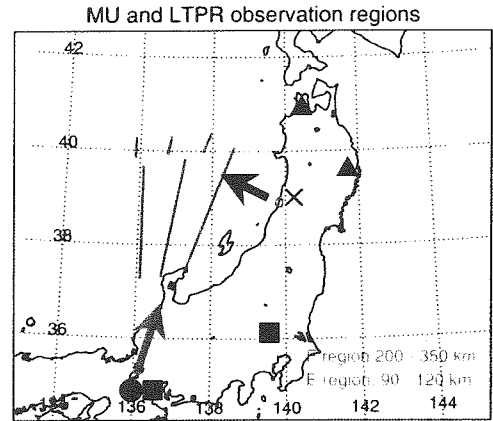 MU and LTPR observation regions
42
40
38
36
F region 200 - 350 km
E region, 90 - 120 km
136 138 140 142 144